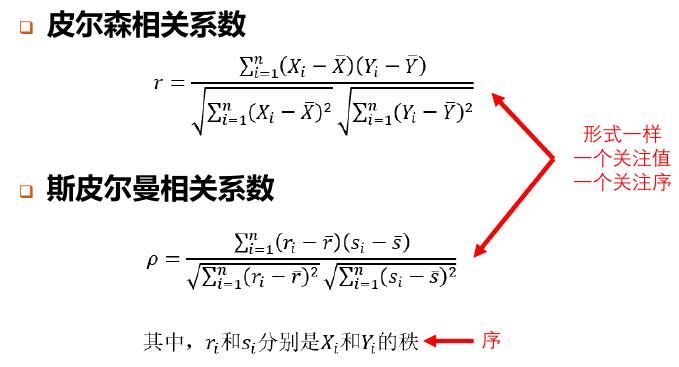 皮尔森相关系数
r = \frac{\sum_{i=1}^{n}(X_i - \bar{X})(Y_i - \bar{Y})}{\sqrt{\sum_{i=1}^{n}(X_i - \bar{X})^2}\sqrt{\sum_{i=1}^{n}(Y_i - \bar{Y})^2}}
形式一样
一个关注值
一个关注序
斯皮尔曼相关系数
ρ = \frac{\sum_{i=1}^{n}(r_i - \bar{r})(s_i - \bar{s})}{\sqrt{\sum_{i=1}^{n}(r_i - \bar{r})^2}\sqrt{\sum_{i=1}^{n}(s_i - \bar{s})^2}}
其中，r_i和s_i分别是X_i和Y_i的秩 序